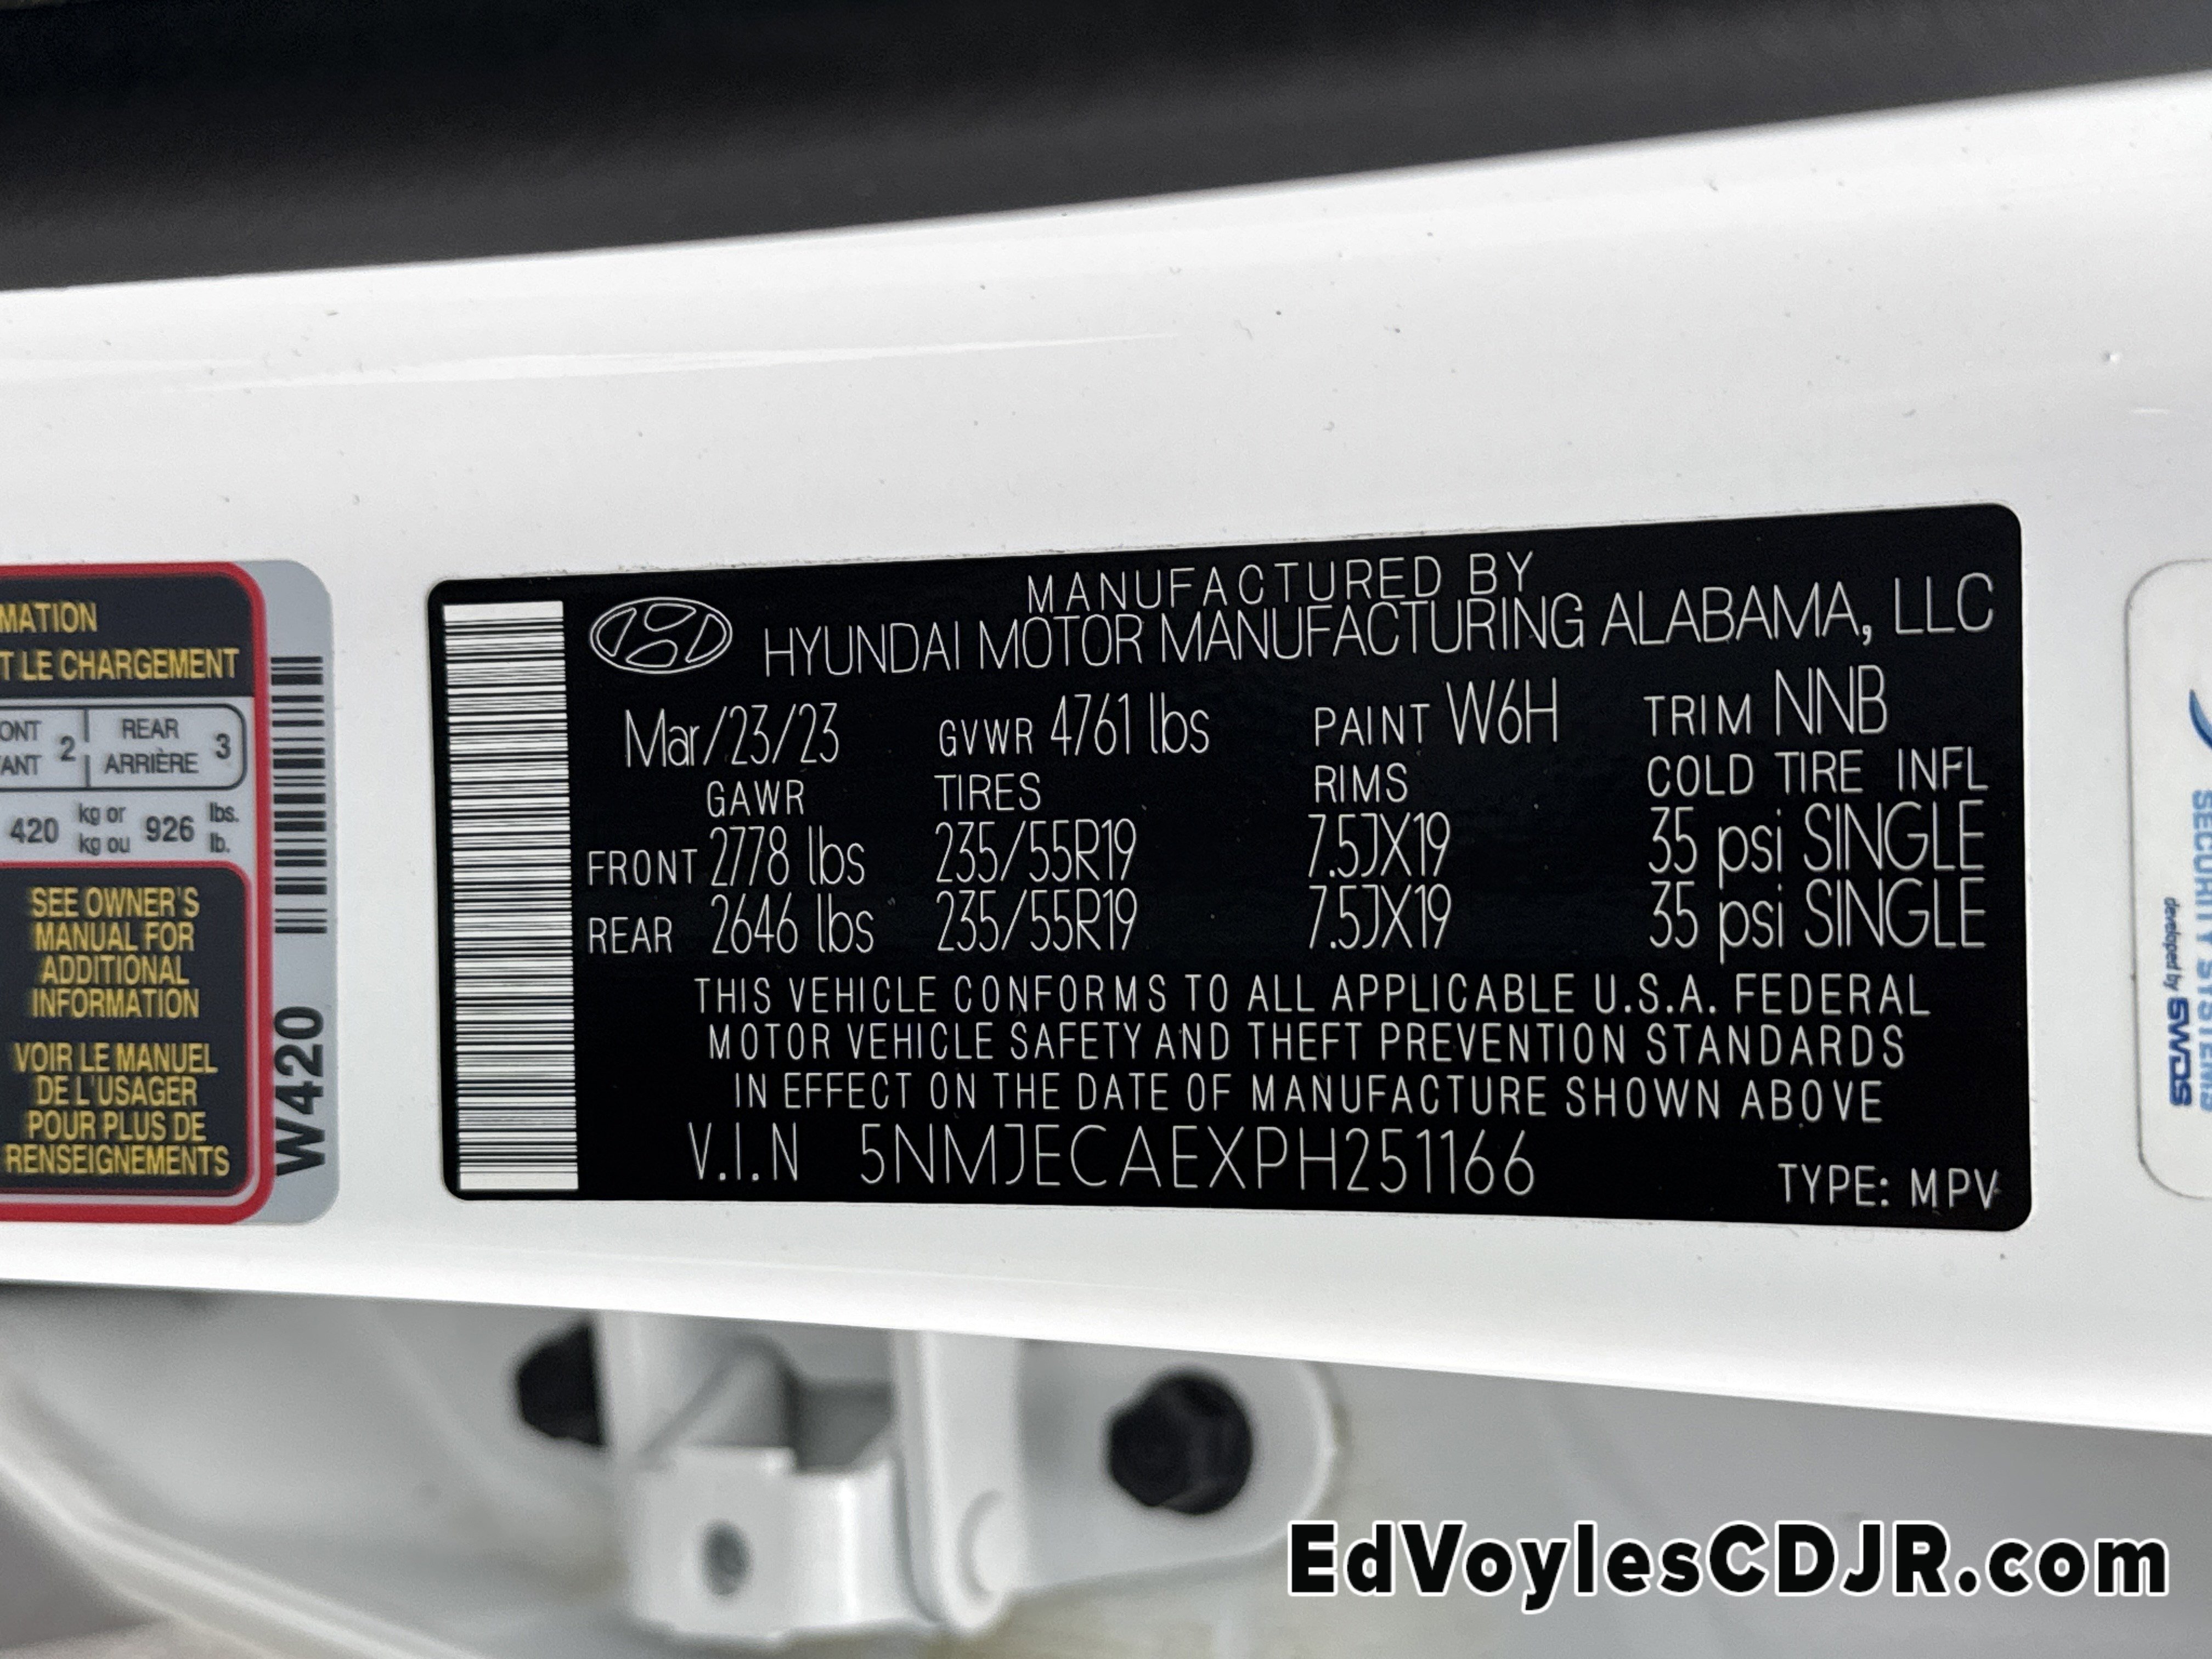 MATION
T LE CHARGEMENT
ONT
ANT 2
REAR
ARRIÈRE 3
420 kg or kg ou 926 lbs. lb.
SEE OWNER'S
MANUAL FOR
ADDITIONAL
INFORMATION
VOIR LE MANUEL
DE L'USAGER
POUR PLUS DE
RENSEIGNEMENTS
W420
MANUFACTURED BY
HYUNDAI MOTOR MANUFACTURING ALABAMA, LLC
Mar/23/23 GVWR 4761 lbs PAINT W6H TRIM NNB
GAWR TIRES RIMS COLD TIRE INFL
FRONT 2778 lbs 235/55R19 7.5JX19 35 psi SINGLE
REAR 2646 lbs 235/55R19 7.5JX19 35 psi SINGLE
THIS VEHICLE CONFORMS TO ALL APPLICABLE U.S.A. FEDERAL
MOTOR VEHICLE SAFETY AND THEFT PREVENTION STANDARDS
IN EFFECT ON THE DATE OF MANUFACTURE SHOWN ABOVE
V.I.N 5NMJECAEXPH251166
TYPE: MPV
SECURITY SYSTEMS
developed by SWDS
EdVoylesCDJR.com